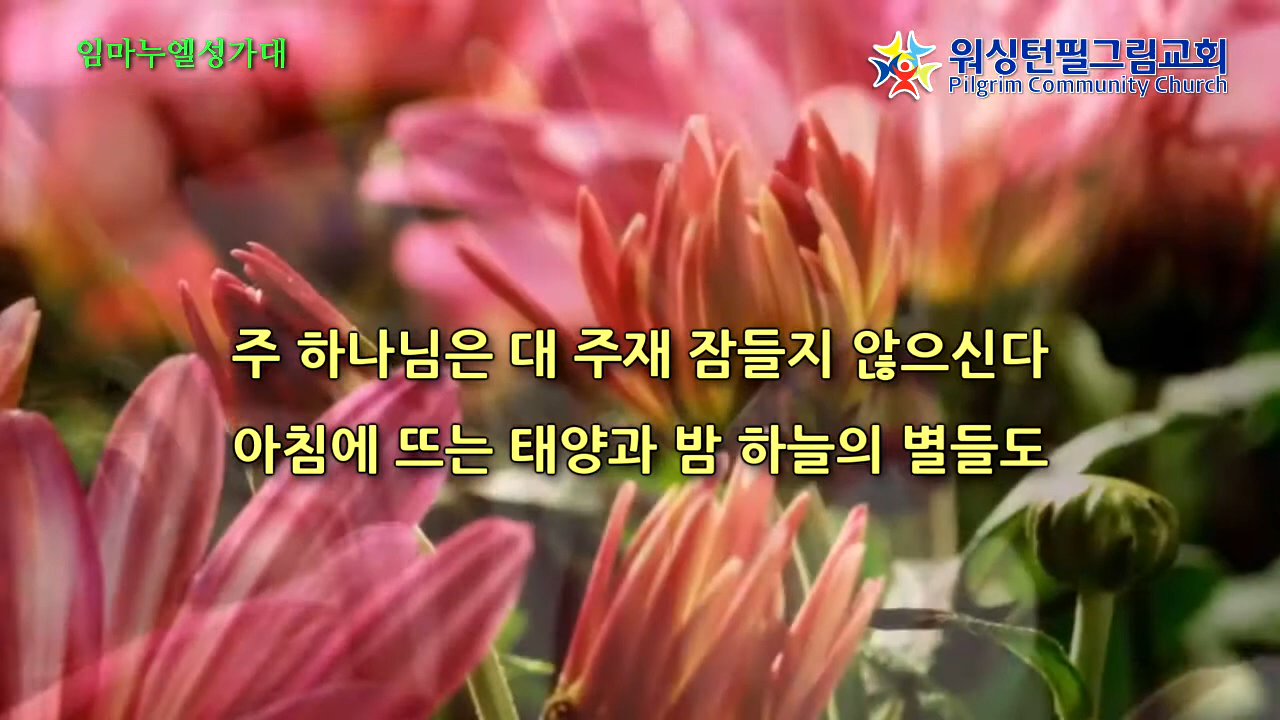 임마누엘성가대
워싱턴필그림교회
Pilgrim Community Church
주 하나님은 대 주재 잠들지 않으신다
아침에 뜨는 태양과 밤 하늘의 별들도